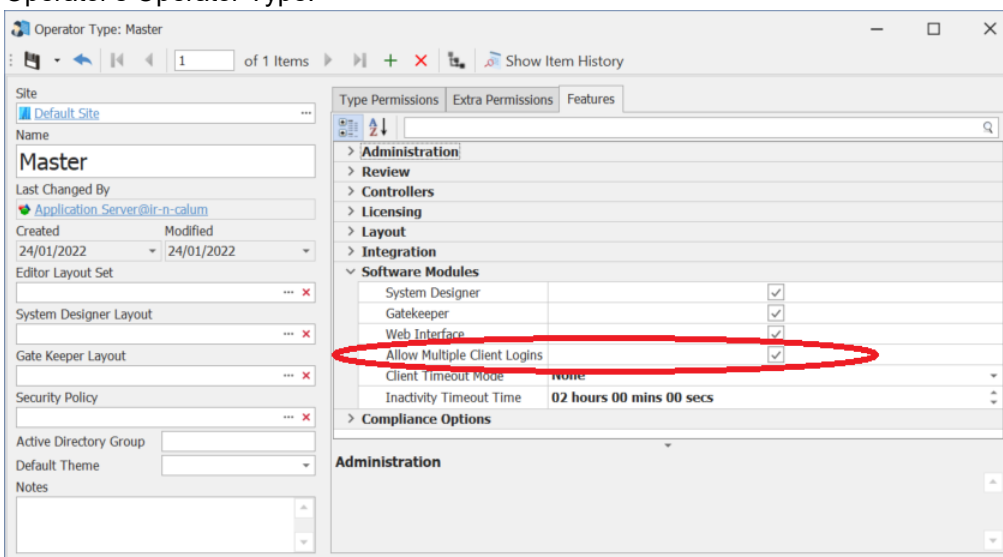 Operator Type: Master
1 of 1 Items Show Item History
Site
Default Site
Name
Master
Last Changed By
Application Server@ir-n-calum
Created Modified
24/01/2022 24/01/2022
Editor Layout Set
System Designer Layout
Gate Keeper Layout
Security Policy
Active Directory Group
Default Theme
Notes
Type Permissions Extra Permissions Features
Administration
Review
Controllers
Licensing
Layout
Integration
Software Modules
System Designer
Gatekeeper
Web Interface
Allow Multiple Client Logins
Client Timeout Mode None
Inactivity Timeout Time 02 hours 00 mins 00 secs
Compliance Options
Administration